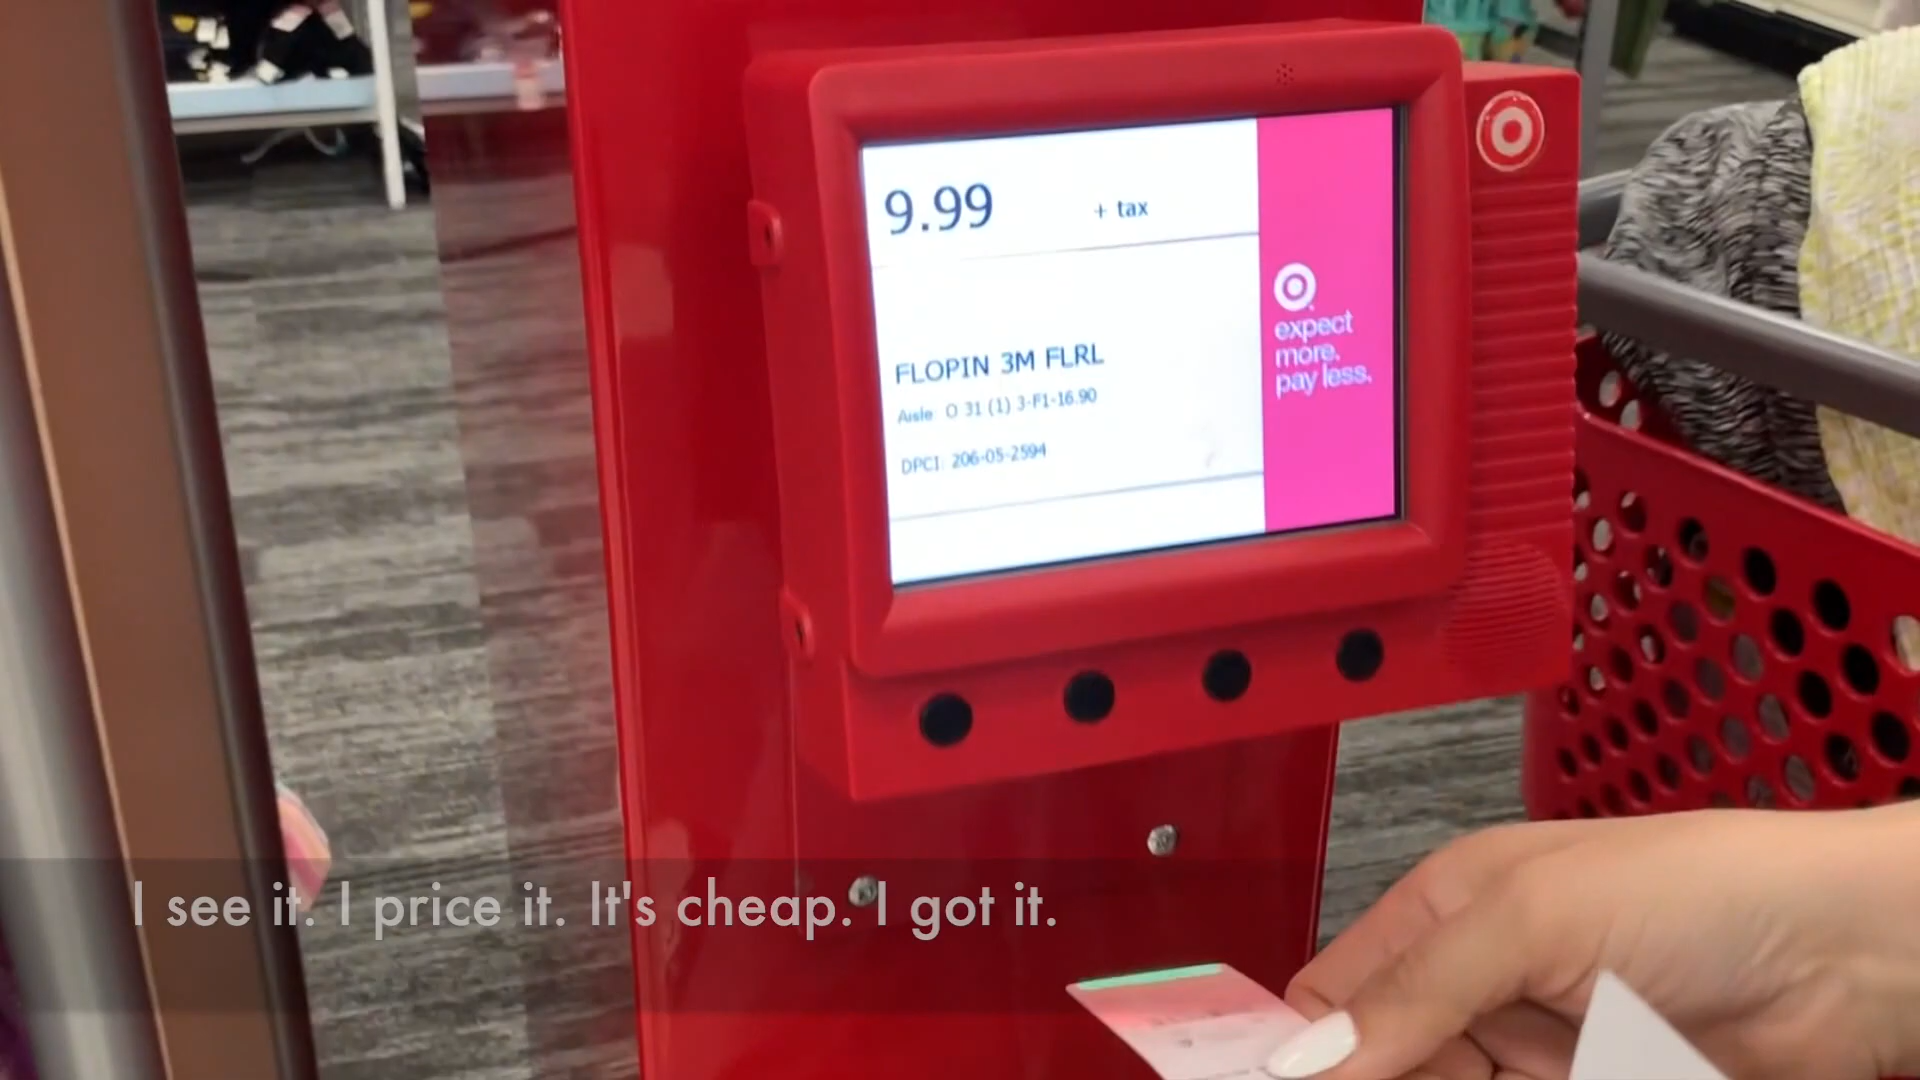 9.99 + tax
FLOPIN 3M FLRL
Aisle: O 31 (1) 3-F1-16.90
DPCI: 206-05-2594
expect
more.
pay less.
I see it. I price it. It's cheap. I got it.